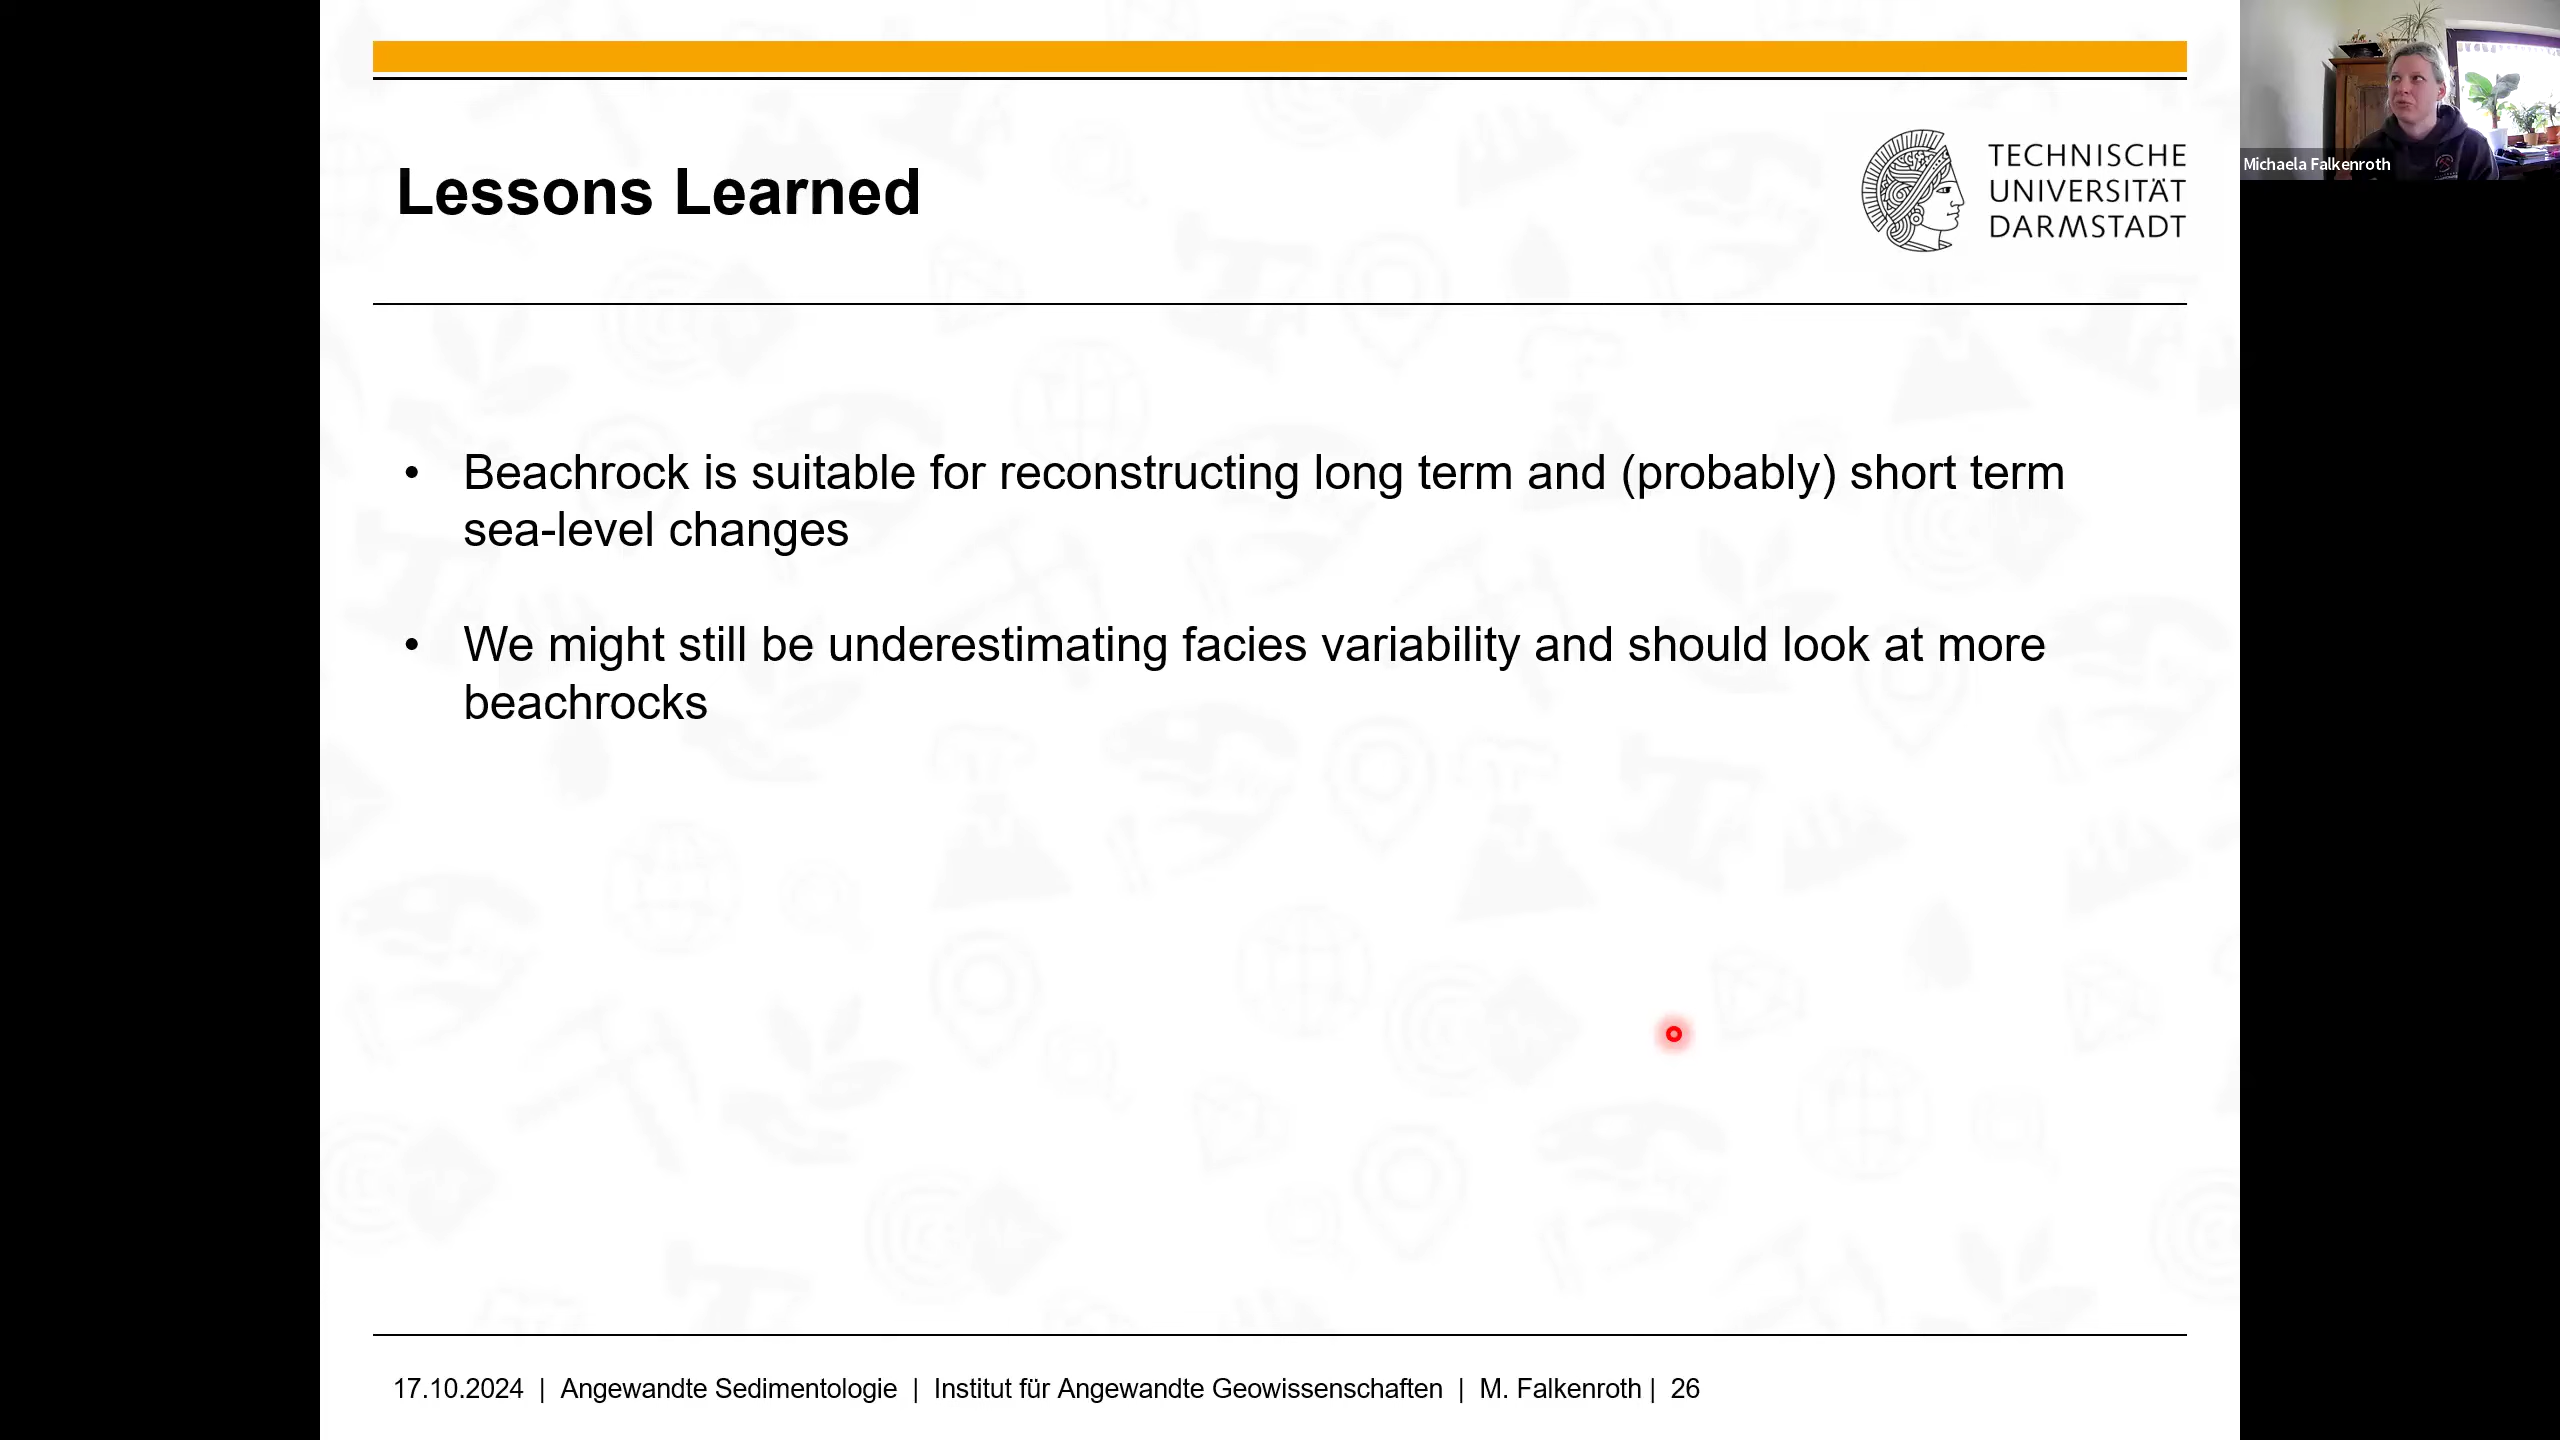 Lessons Learned
TECHNISCHE
UNIVERSITÄT
DARMSTADT
Michaela Falkenroth
• Beachrock is suitable for reconstructing long term and (probably) short term
sea-level changes
• We might still be underestimating facies variability and should look at more
beachrocks
17.10.2024 | Angewandte Sedimentologie | Institut für Angewandte Geowissenschaften | M. Falkenroth | 26